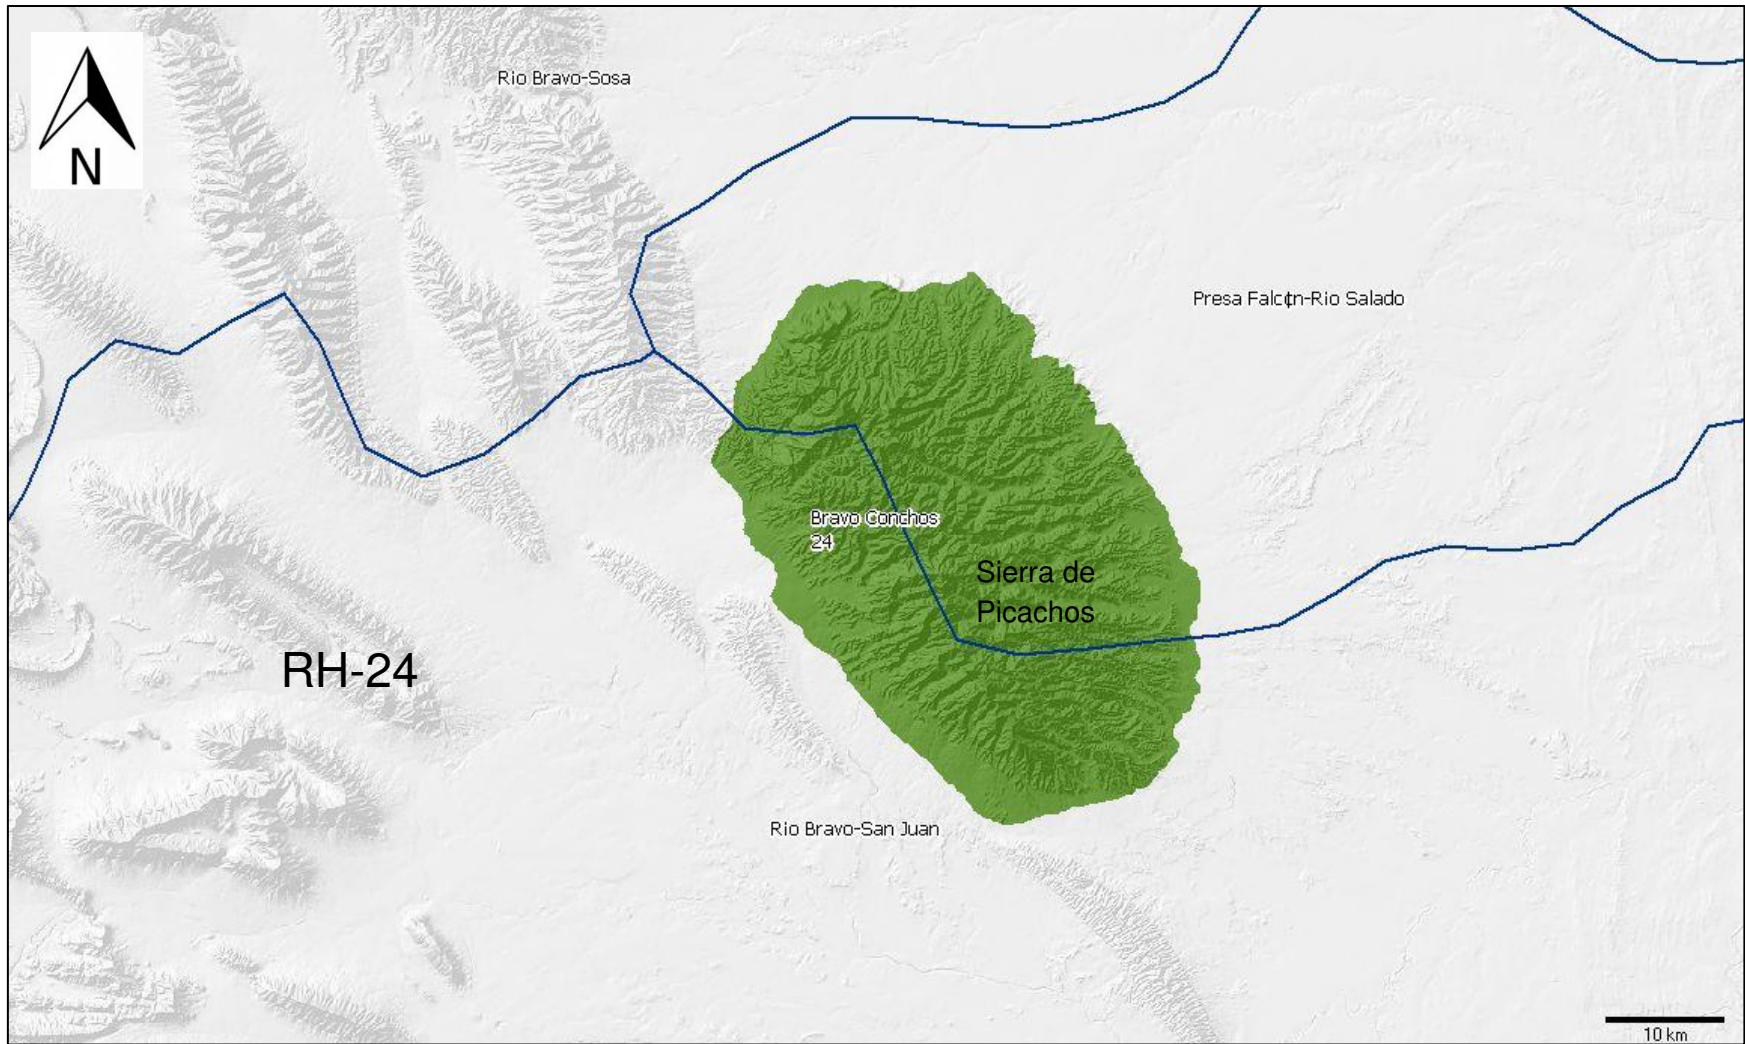 N
Rio Bravo-Sosa
Presa Falc¢n-Rio Salado
Bravo Conchos
24
Sierra de
Picachos
RH-24
Rio Bravo-San Juan
10 km